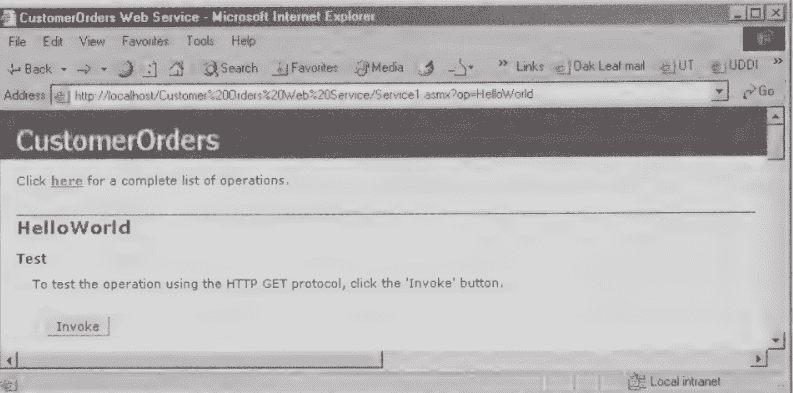 CustomerOrders Web Service - Microsoft Internet Explorer
File Edit View Favorites Tools Help
Back Search Favorites Media » Links Oak Leaf mail UT UDDI »
Address http://localhost/Customer%20Orders%20Web%20Service/Service1.asmx?op=HelloWorld Go
CustomerOrders
Click here for a complete list of operations.
HelloWorld
Test
To test the operation using the HTTP GET protocol, click the 'Invoke' button.
Invoke
Local intranet